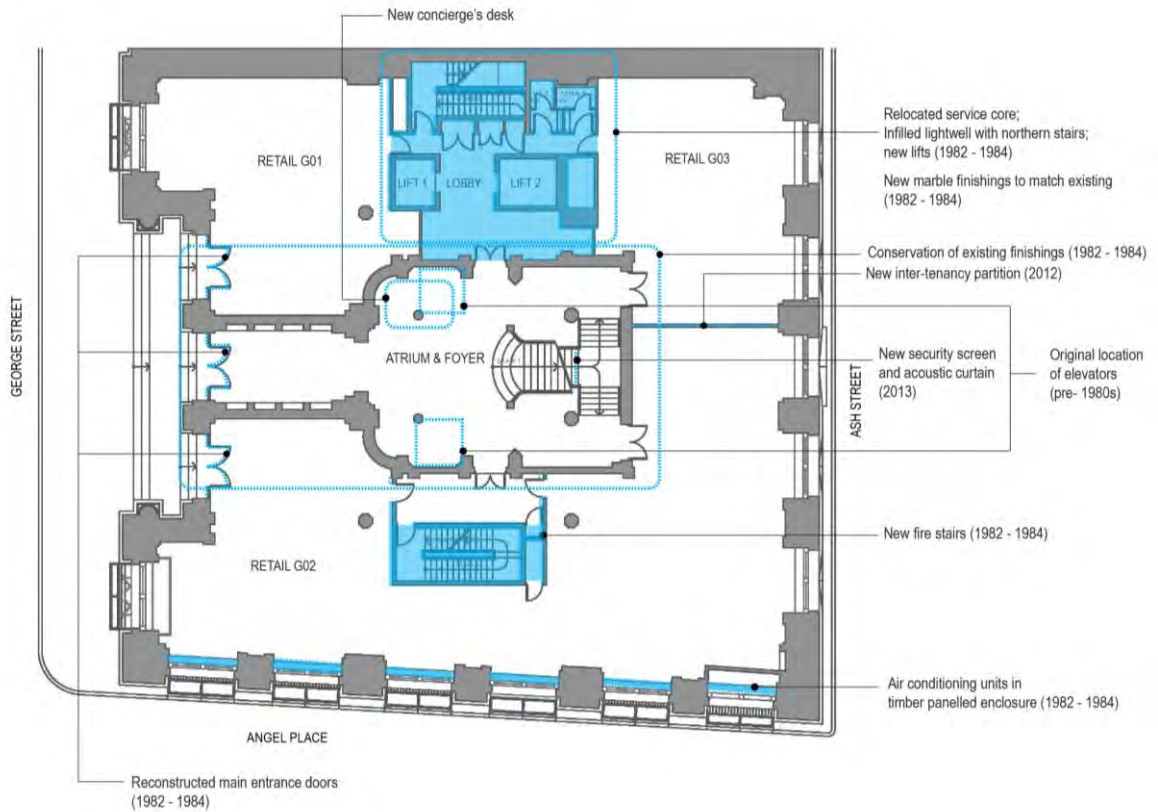 New concierge's desk
RETAIL G01
RETAIL G03
LIFT 1
LOBBY
LIFT 2
Relocated service core;
Infilled lightwell with northern stairs;
new lifts (1982 - 1984)
New marble finishings to match existing
(1982 - 1984)
Conservation of existing finishings (1982 - 1984)
New inter-tenancy partition (2012)
GEORGE STREET
ATRIUM & FOYER
ASH STREET
New security screen
and acoustic curtain
(2013)
Original location
of elevators
(pre- 1980s)
New fire stairs (1982 - 1984)
RETAIL G02
Air conditioning units in
timber panelled enclosure (1982 - 1984)
ANGEL PLACE
Reconstructed main entrance doors
(1982 - 1984)